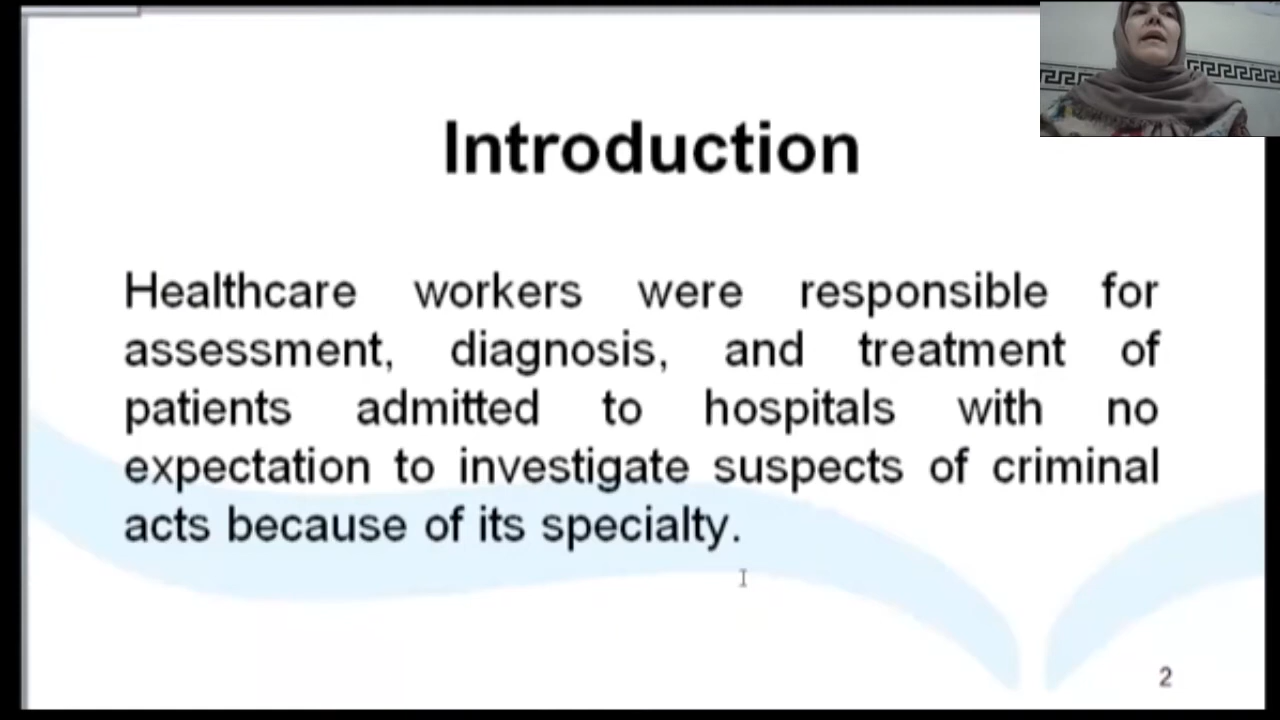 Introduction
Healthcare workers were responsible for
assessment, diagnosis, and treatment of
patients admitted to hospitals with no
expectation to investigate suspects of criminal
acts because of its specialty.
2